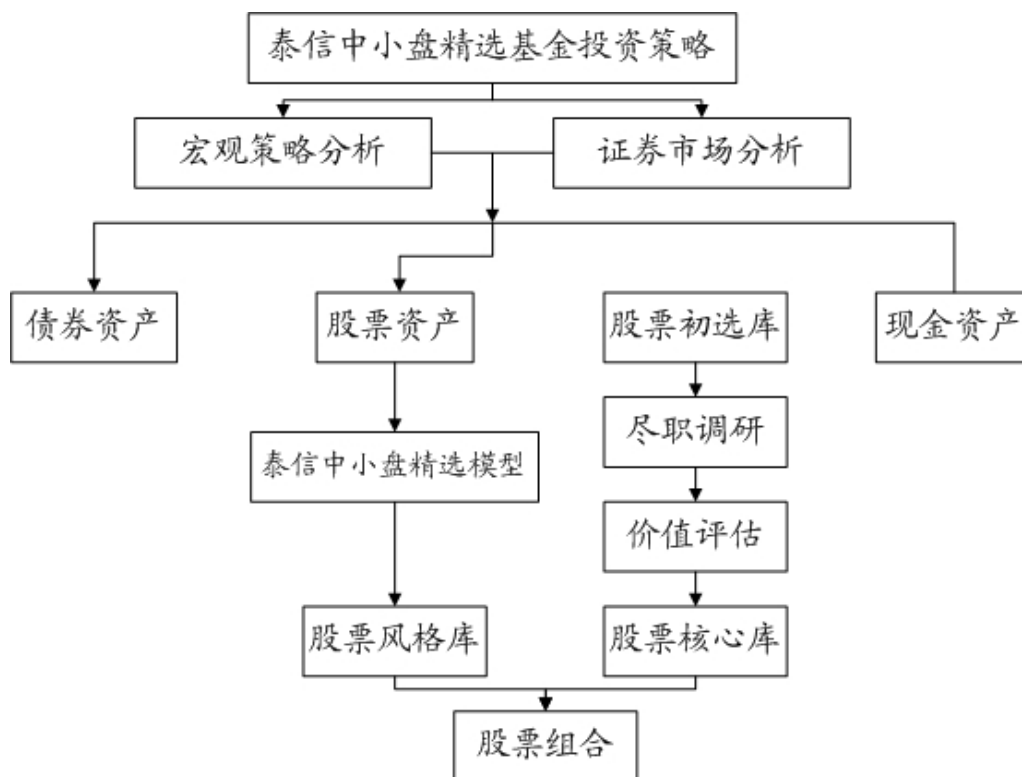 泰信中小盘精选基金投资策略
宏观策略分析
证券市场分析
债券资产
股票资产
股票初选库
现金资产
尽职调研
泰信中小盘精选模型
价值评估
股票风格库
股票核心库
股票组合